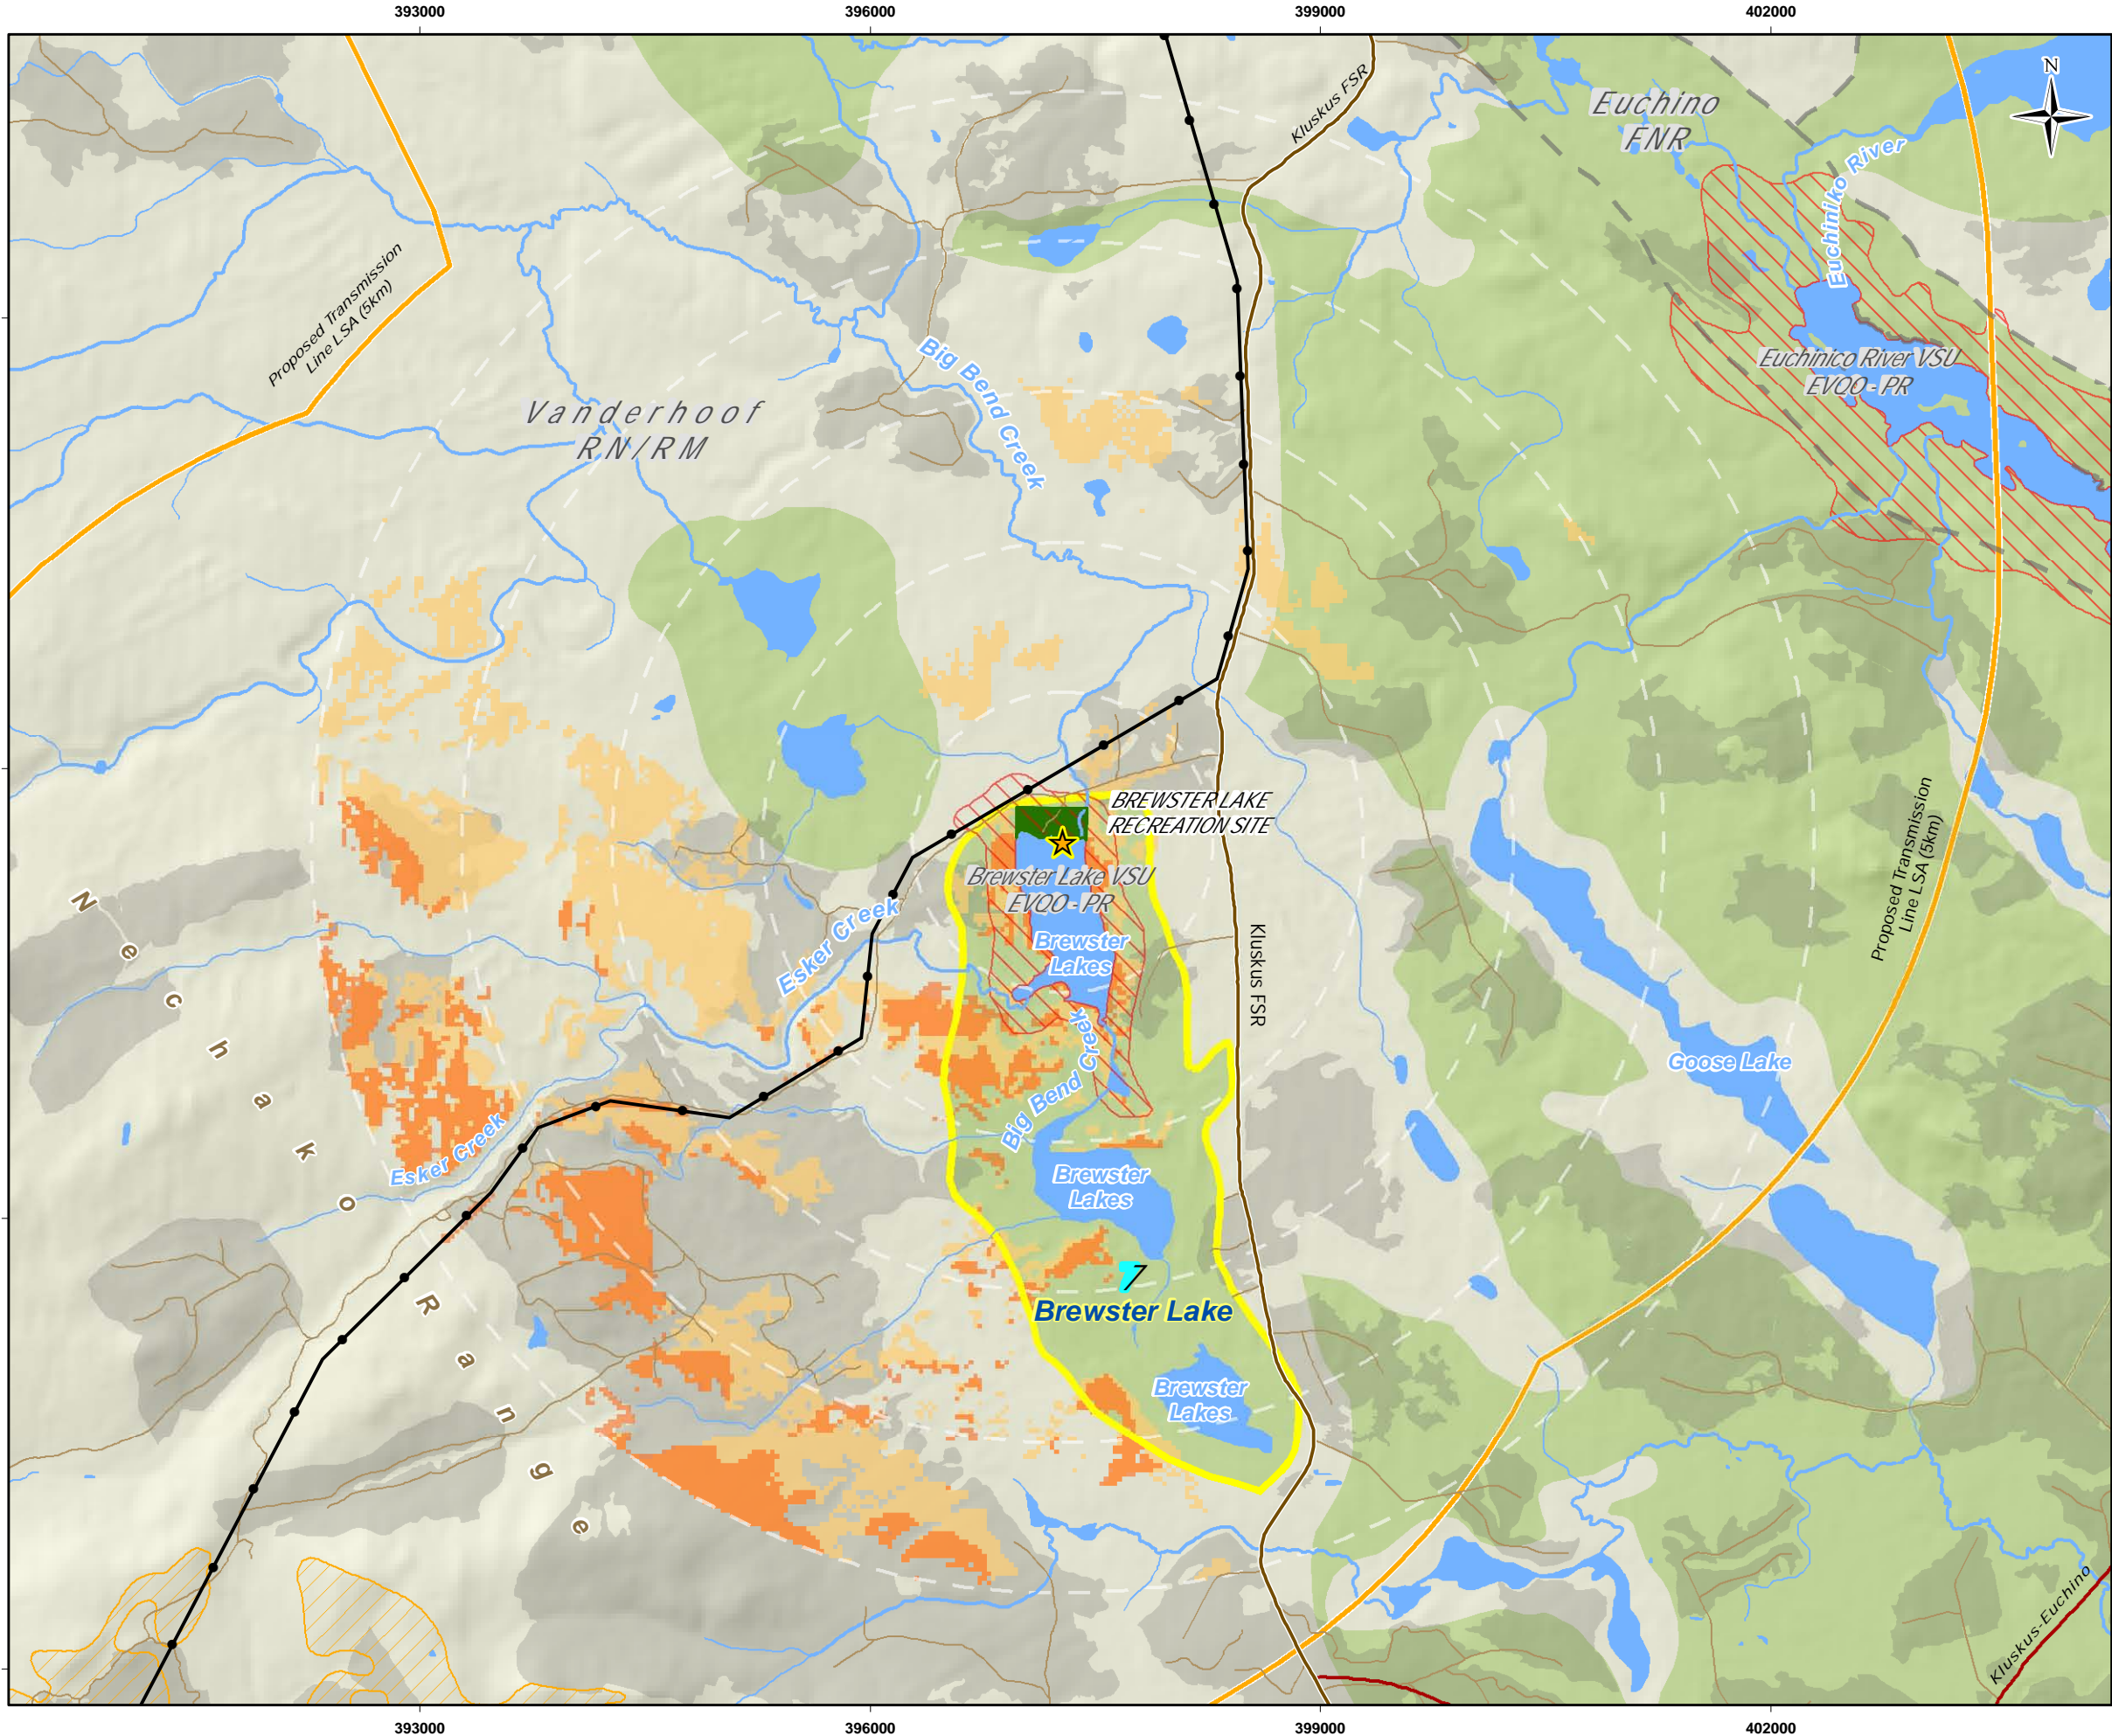 393000
396000
399000
402000
N
Kluskus FSR
Euchino
FNR
Euchiniko River
Proposed Transmission
Line LSA (5km)
Big Bend Creek
Euchinico River VSU
EVQO - PR
Vanderhoof
RN/RM
BREWSTER LAKE
RECREATION SITE
Brewster Lake VSU
EVQO - PR
Esker Creek
Brewster
Lakes
Kluskus FSR
Proposed Transmission
Line LSA (5km)
Nechako Range
Big Bend Creek
Goose Lake
Esker Creek
Brewster
Lakes
7
Brewster Lake
Brewster
Lakes
Kluskus-Euchino
393000
396000
399000
402000